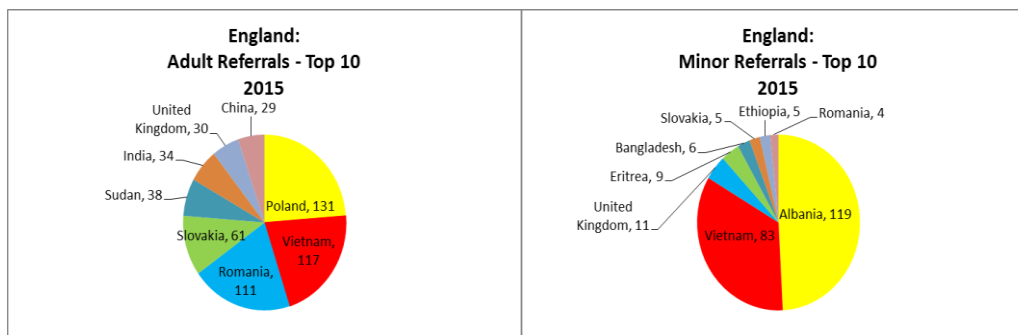 England:
Adult Referrals - Top 10
2015
China, 29
United
Kingdom, 30
India, 34
Sudan, 38
Slovakia, 61
Romania,
111
Vietnam,
117
Poland, 131
England:
Minor Referrals - Top 10
2015
Ethiopia, 5
Romania, 4
Slovakia, 5
Bangladesh, 6
Eritrea, 9
United
Kingdom, 11
Vietnam, 83
Albania, 119